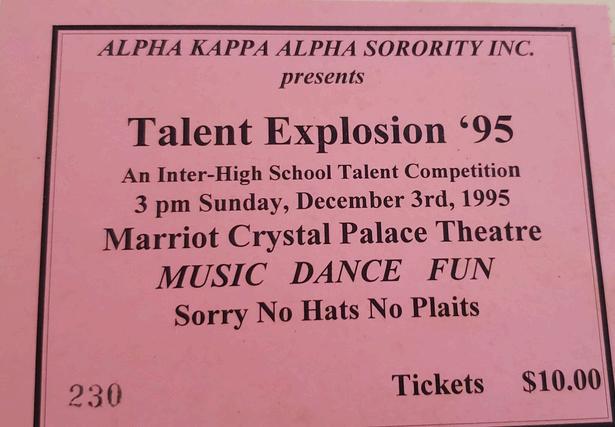 ALPHA KAPPA ALPHA SORORITY INC.
presents
Talent Explosion ‘95
An Inter-High School Talent Competition
3 pm Sunday, December 3rd, 1995
Marriot Crystal Palace Theatre
MUSIC DANCE FUN
Sorry No Hats No Plaits
230 Tickets $10.00